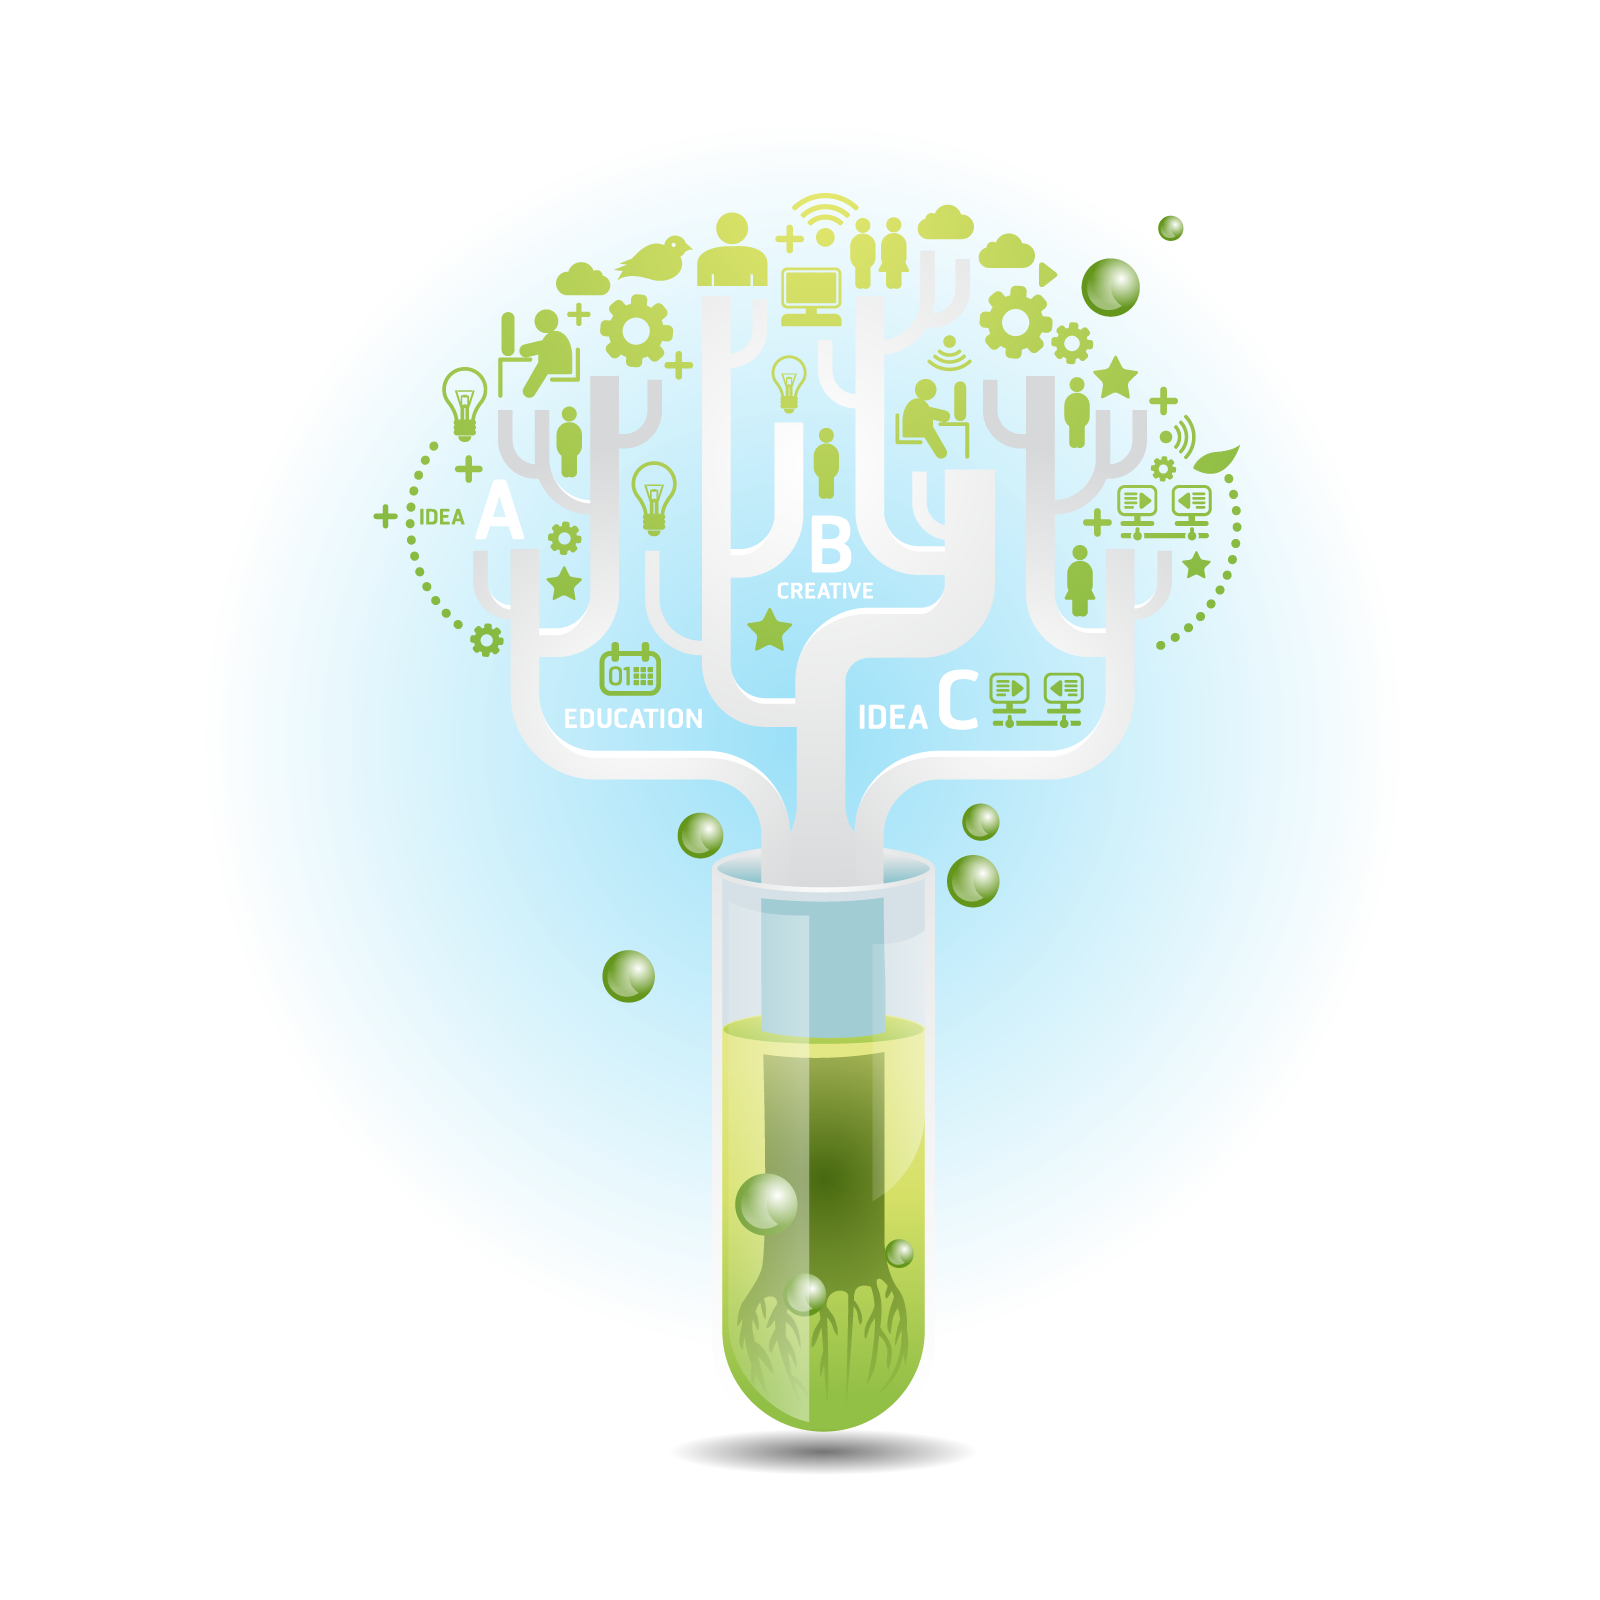 IDEA A
B
CREATIVE
01
EDUCATION
IDEA C